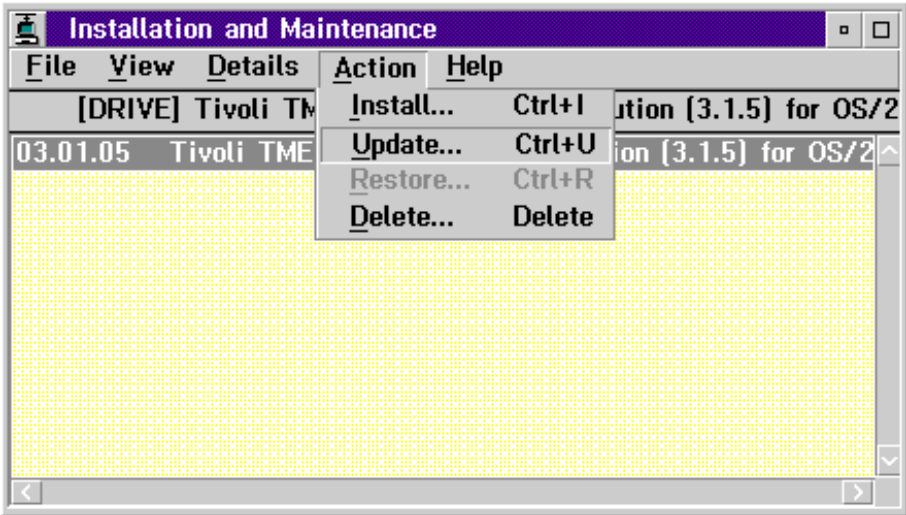 Installation and Maintenance
File View Details Action Help
[DRIVE] Tivoli TM ution (3.1.5) for OS/2
Install... Ctrl+I
03.01.05 Tivoli TME ion (3.1.5) for OS/2
Update... Ctrl+U
Restore... Ctrl+R
Delete... Delete